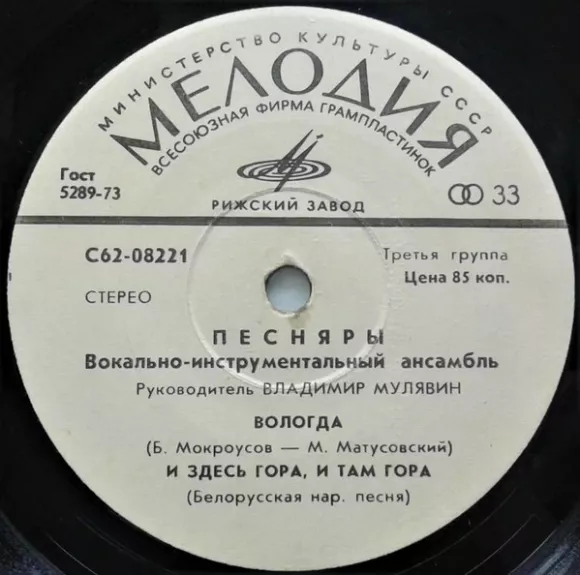 МИНИСТЕРСТВО КУЛЬТУРЫ СССР
МЕЛОДИЯ
ВСЕСОЮЗНАЯ ФИРМА ГРАМПЛАСТИНОК
Гост
5289-73
33
РИЖСКИЙ ЗАВОД
С62-08221
Третья группа
Цена 85 коп.
СТЕРЕО
ПЕСНЯРЫ
Вокально-инструментальный ансамбль
Руководитель ВЛАДИМИР МУЛЯВИН
ВОЛОГДА
(Б. Мокроусов — М. Матусовский)
И ЗДЕСЬ ГОРА, И ТАМ ГОРА
(Белорусская нар. песня)